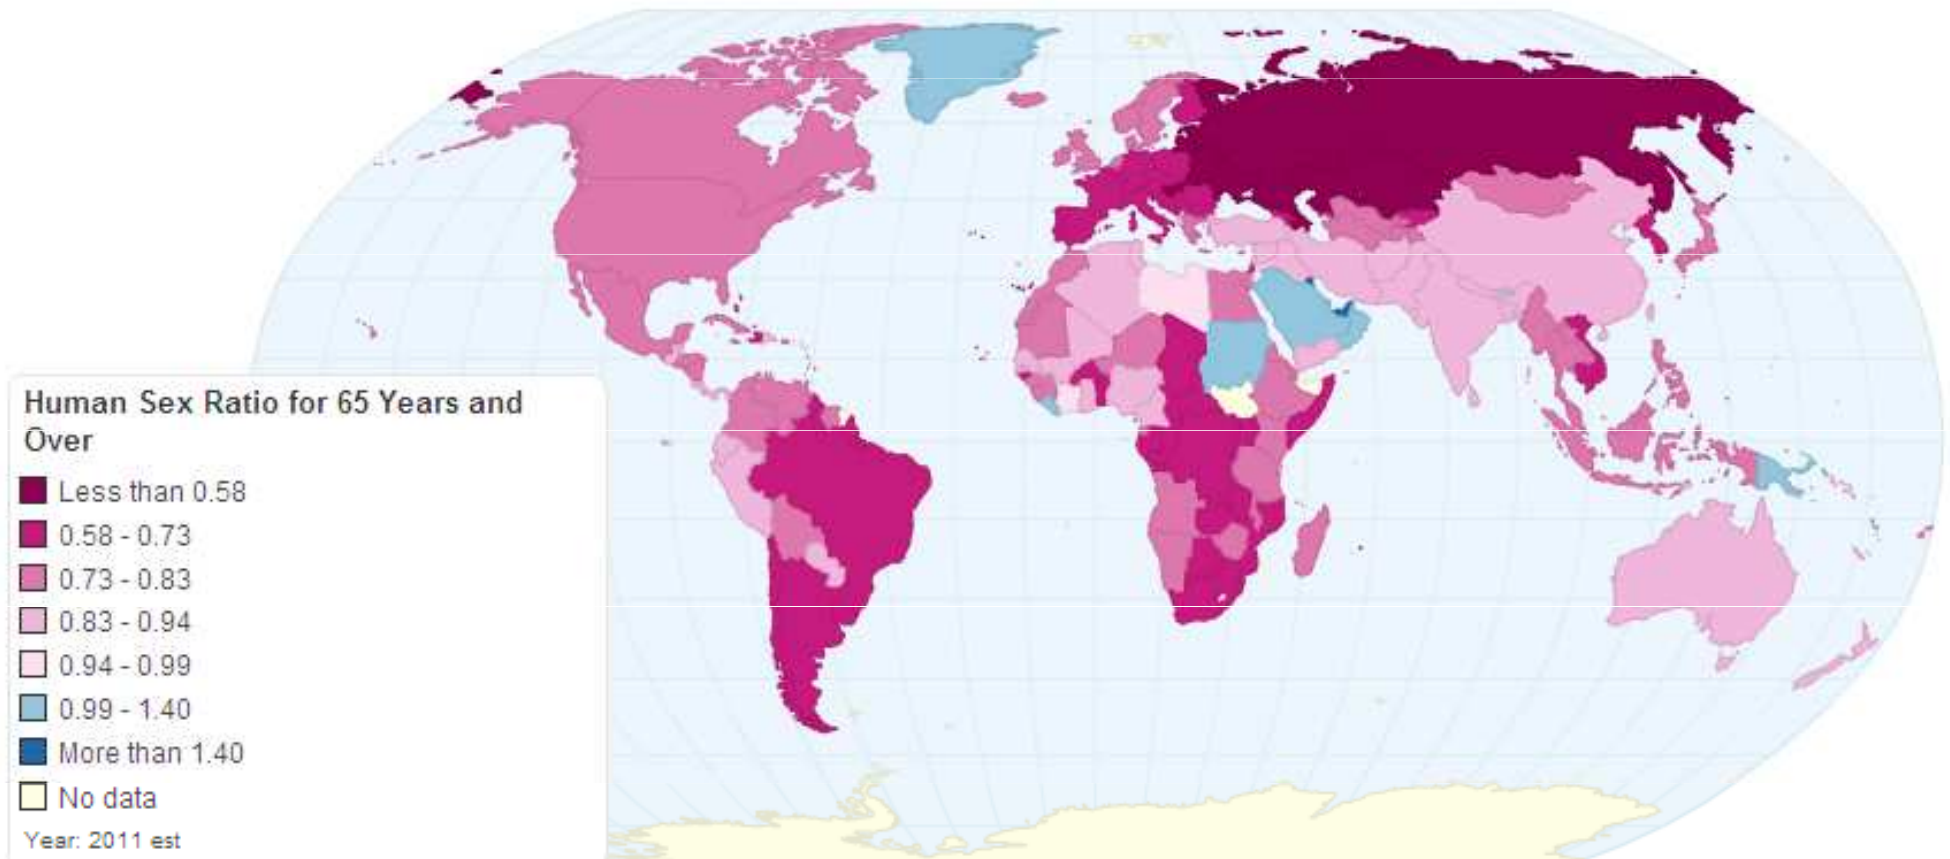 Human Sex Ratio for 65 Years and
Over
Less than 0.58
0.58 - 0.73
0.73 - 0.83
0.83 - 0.94
0.94 - 0.99
0.99 - 1.40
More than 1.40
No data
Year: 2011 est